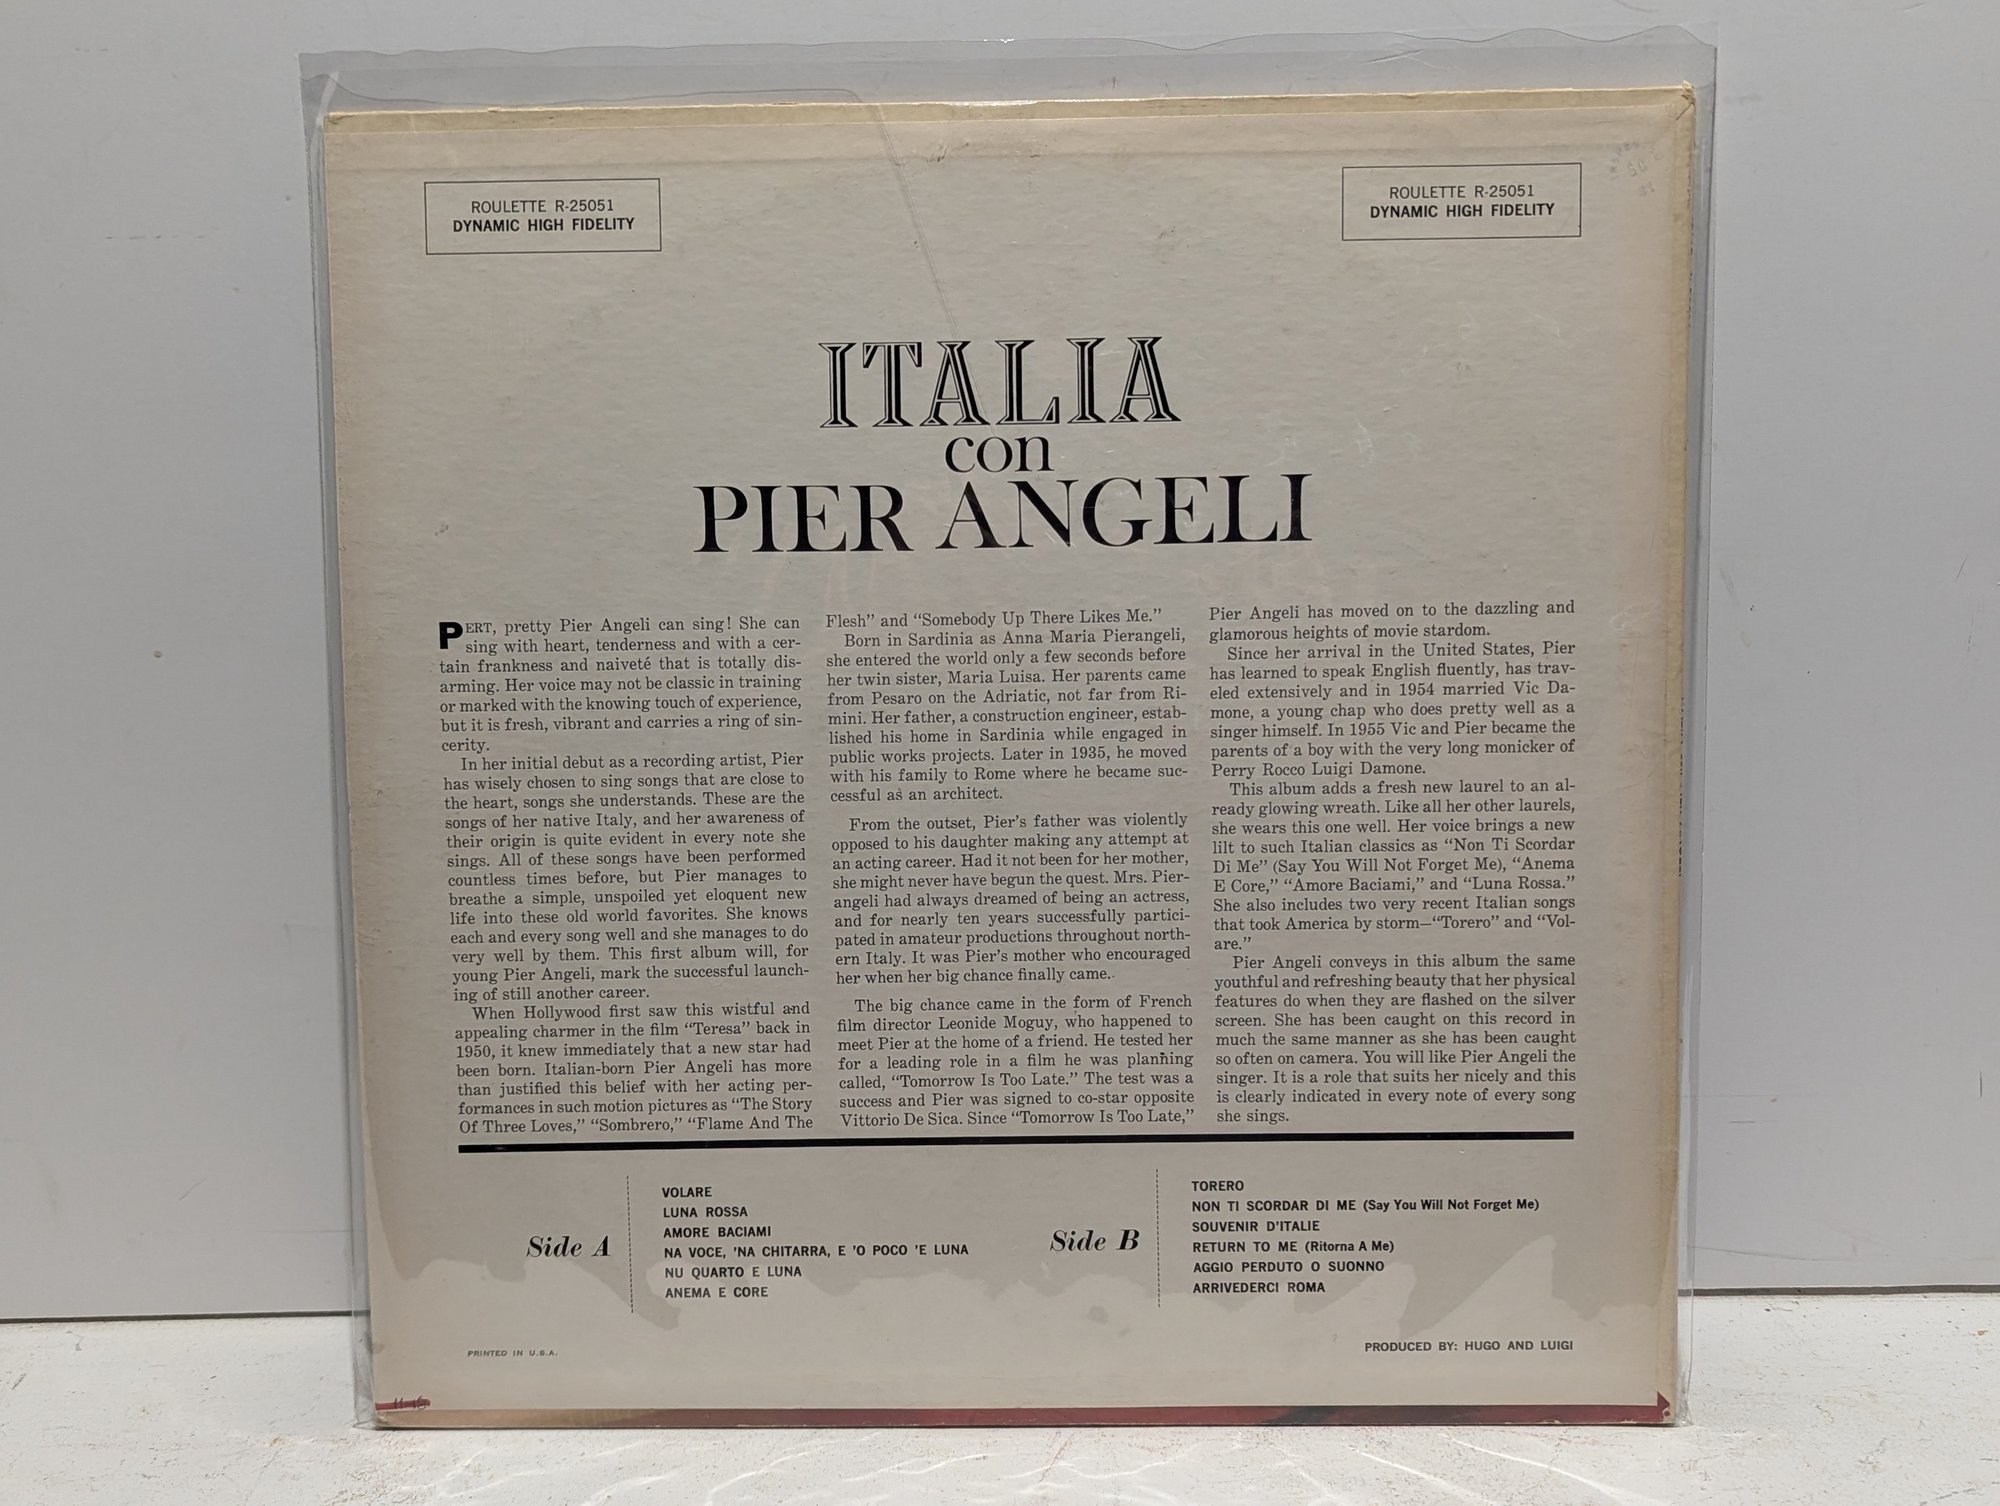 ROULETTE R-25051
DYNAMIC HIGH FIDELITY
ROULETTE R-25051
DYNAMIC HIGH FIDELITY
ITALIA
con
PIER ANGELI
PERT, pretty Pier Angeli can sing! She can
sing with heart, tenderness and with a cer-
tain frankness and naiveté that is totally dis-
arming. Her voice may not be classic in training
or marked with the knowing touch of experience,
but it is fresh, vibrant and carries a ring of sin-
cerity.
In her initial debut as a recording artist, Pier
has wisely chosen to sing songs that are close to
the heart, songs she understands. These are the
songs of her native Italy, and her awareness of
their origin is quite evident in every note she
sings. All of these songs have been performed
countless times before, but Pier manages to
breathe a simple, unspoiled yet eloquent new
life into these old world favorites. She knows
each and every song well and she manages to do
very well by them. This first album will, for
young Pier Angeli, mark the successful launch-
ing of still another career.
When Hollywood first saw this wistful and
appealing charmer in the film “Teresa” back in
1950, it knew immediately that a new star had
been born. Italian-born Pier Angeli has more
than justified this belief with her acting per-
formances in such motion pictures as “The Story
Of Three Loves,” “Sombrero,” “Flame And The
Flesh” and “Somebody Up There Likes Me.”
Born in Sardinia as Anna Maria Pierangeli,
she entered the world only a few seconds before
her twin sister, Maria Luisa. Her parents came
from Pesaro on the Adriatic, not far from Ri-
mini. Her father, a construction engineer, estab-
lished his home in Sardinia while engaged in
public works projects. Later in 1935, he moved
with his family to Rome where he became suc-
cessful as an architect.
From the outset, Pier’s father was violently
opposed to his daughter making any attempt at
an acting career. Had it not been for her mother,
she might never have begun the quest. Mrs. Pier-
angeli had always dreamed of being an actress,
and for nearly ten years successfully partici-
pated in amateur productions throughout north-
ern Italy. It was Pier’s mother who encouraged
her when her big chance finally came.
The big chance came in the form of French
film director Leonide Moguy, who happened to
meet Pier at the home of a friend. He tested her
for a leading role in a film he was planning
called, “Tomorrow Is Too Late.” The test was a
success and Pier was signed to co-star opposite
Vittorio De Sica. Since “Tomorrow Is Too Late,”
Pier Angeli has moved on to the dazzling and
glamorous heights of movie stardom.
Since her arrival in the United States, Pier
has learned to speak English fluently, has trav-
eled extensively and in 1954 married Vic Da-
mone, a young chap who does pretty well as a
singer himself. In 1955 Vic and Pier became the
parents of a boy with the very long monicker of
Perry Rocco Luigi Damone.
This album adds a fresh new laurel to an al-
ready glowing wreath. Like all her other laurels,
she wears this one well. Her voice brings a new
lilt to such Italian classics as “Non Ti Scordar
Di Me” (Say You Will Not Forget Me), “Anema
E Core,” “Amore Baciami,” and “Luna Rossa.”
She also includes two very recent Italian songs
that took America by storm—“Torero” and “Vol-
are.”
Pier Angeli conveys in this album the same
youthful and refreshing beauty that her physical
features do when they are flashed on the silver
screen. She has been caught on this record in
much the same manner as she has been caught
so often on camera. You will like Pier Angeli the
singer. It is a role that suits her nicely and this
is clearly indicated in every note of every song
she sings.
Side A
VOLARE
LUNA ROSSA
AMORE BACIAMI
NA VOCE, 'NA CHITARRA, E 'O POCO 'E LUNA
NU QUARTO E LUNA
ANEMA E CORE
Side B
TORERO
NON TI SCORDAR DI ME (Say You Will Not Forget Me)
SOUVENIR D'ITALIE
RETURN TO ME (Ritorna A Me)
AGGIO PERDUTO O SUONNO
ARRIVEDERCI ROMA
PRINTED IN U.S.A.
PRODUCED BY: HUGO AND LUIGI